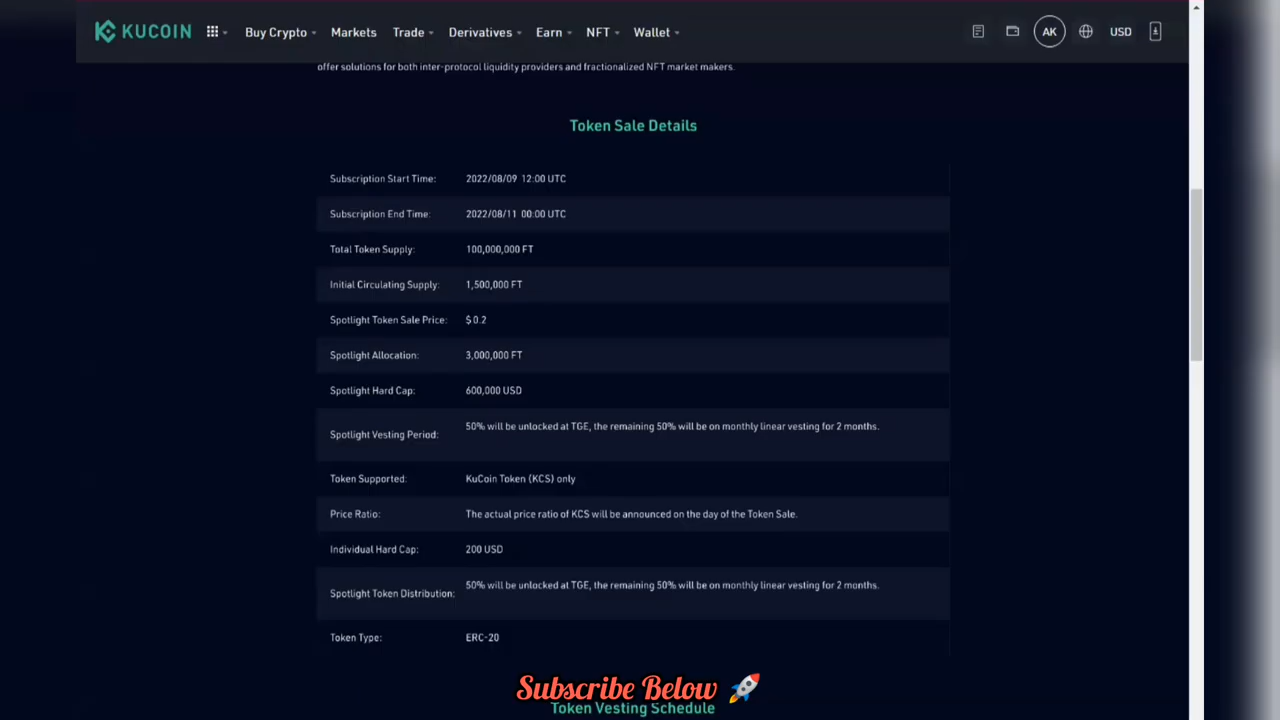 KUCOIN Buy Crypto Markets Trade Derivatives Earn NFT Wallet AK USD
offer solutions for both inter-protocol liquidity providers and fractionalized NFT market makers.
Token Sale Details
Subscription Start Time: 2022/08/09 12:00 UTC
Subscription End Time: 2022/08/11 00:00 UTC
Total Token Supply: 100,000,000 FT
Initial Circulating Supply: 1,500,000 FT
Spotlight Token Sale Price: $ 0.2
Spotlight Allocation: 3,000,000 FT
Spotlight Hard Cap: 600,000 USD
Spotlight Vesting Period: 50% will be unlocked at TGE, the remaining 50% will be on monthly linear vesting for 2 months.
Token Supported: KuCoin Token (KCS) only
Price Ratio: The actual price ratio of KCS will be announced on the day of the Token Sale.
Individual Hard Cap: 200 USD
Spotlight Token Distribution: 50% will be unlocked at TGE, the remaining 50% will be on monthly linear vesting for 2 months.
Token Type: ERC-20
Subscribe Below 🚀
Token Vesting Schedule